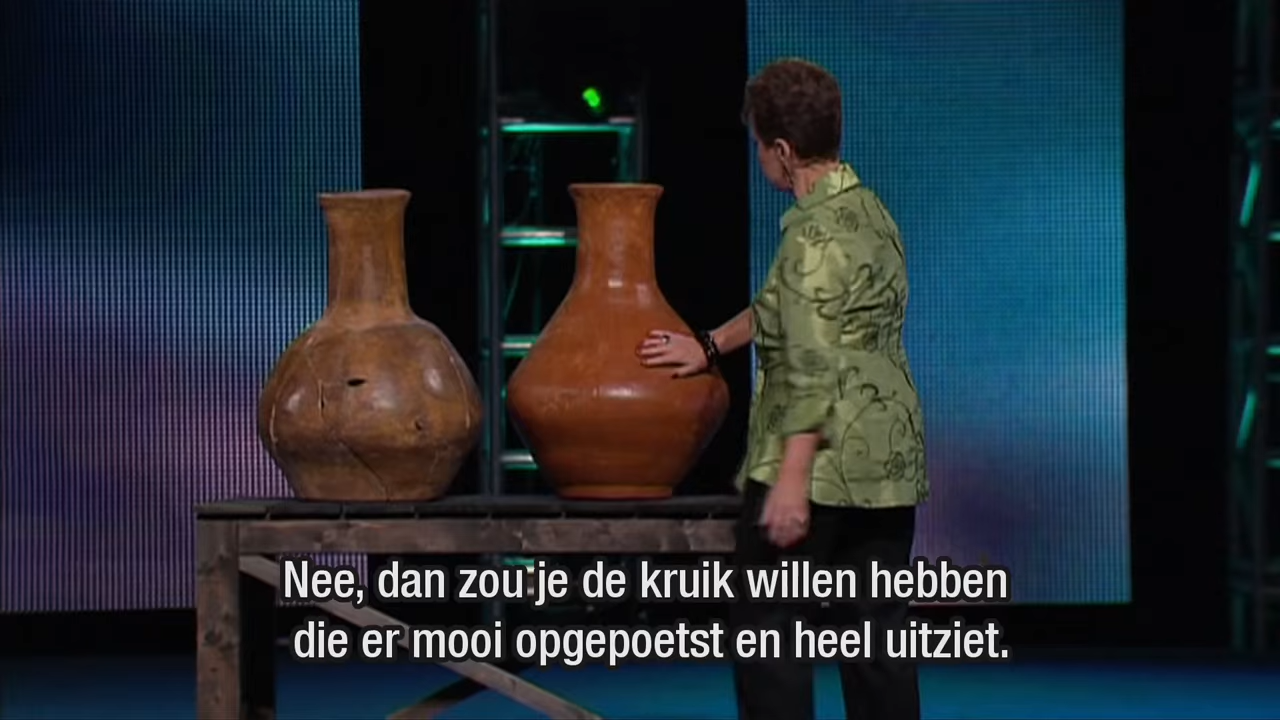 Nee, dan zou je de kruik willen hebben
die er mooi opgepoetst en heel uitziet.